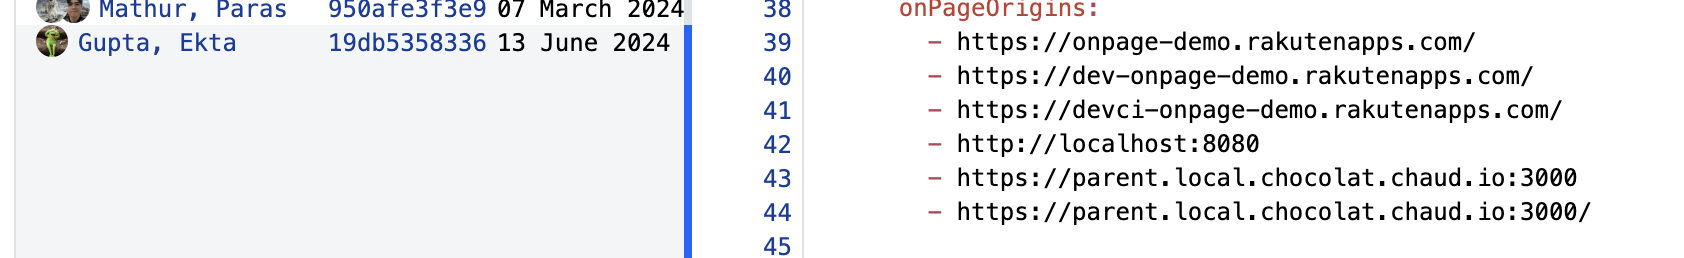 Mathur, Paras 950afe3f3e9 07 March 2024 38 onPageOrigins:
Gupta, Ekta 19db5358336 13 June 2024 39 - https://onpage-demo.rakutenapps.com/
40 - https://dev-onpage-demo.rakutenapps.com/
41 - https://devci-onpage-demo.rakutenapps.com/
42 - http://localhost:8080
43 - https://parent.local.chocolat.chaud.io:3000
44 - https://parent.local.chocolat.chaud.io:3000/
45